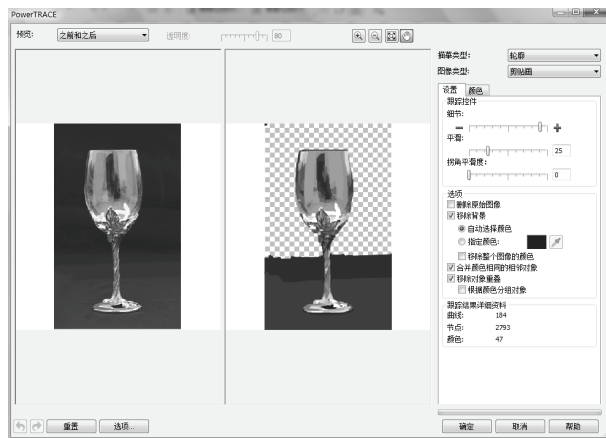 PowerTRACE
预览: 之前和之后 透明度: 80
描摹类型: 轮廓
图像类型: 剪贴画
设置 颜色
跟踪控件
细节:
平滑:
25
拐角平滑度:
0
选项
删除原始图像
移除背景
自动选择颜色
指定颜色:
移除整个图像的颜色
合并颜色相同的相邻对象
移除对象重叠
根据颜色分组对象
跟踪结果详细资料
曲线: 184
节点: 2793
颜色: 47
重置 选项... 确定 取消 帮助